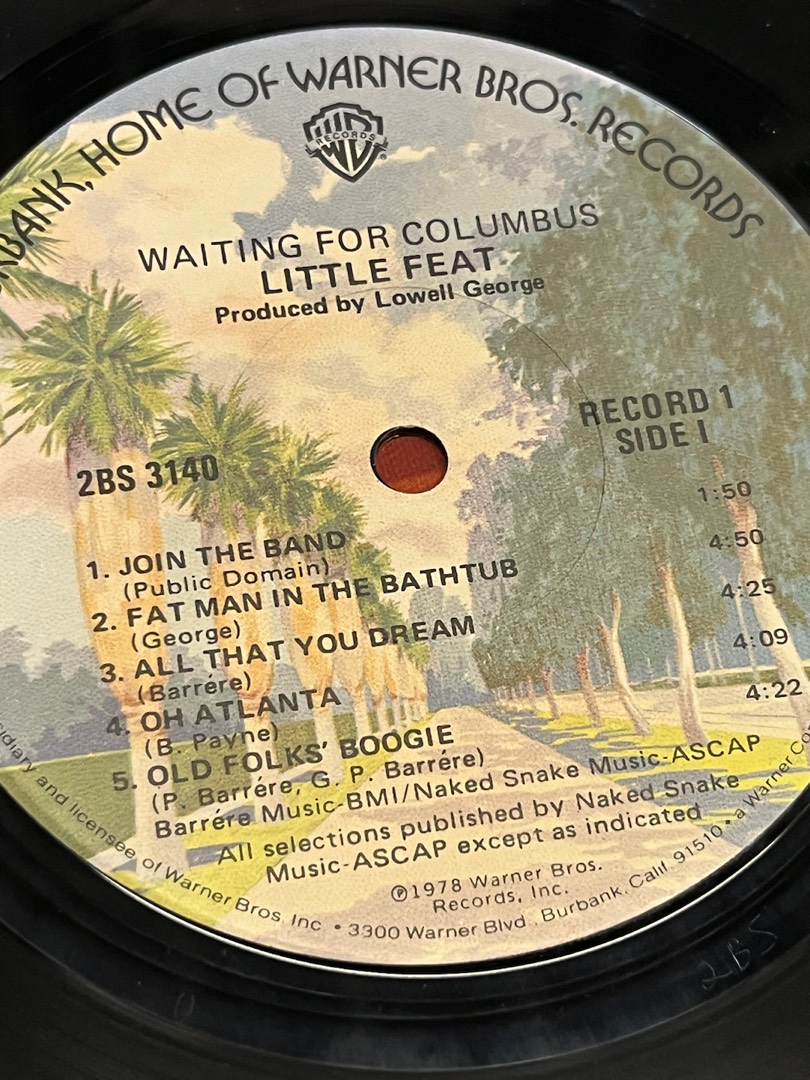 BURBANK, HOME OF WARNER BROS. RECORDS
RECORDS
WAITING FOR COLUMBUS
LITTLE FEAT
Produced by Lowell George
RECORD 1
SIDE I
2BS 3140
1. JOIN THE BAND 1:50
(Public Domain)
2. FAT MAN IN THE BATHTUB 4:50
(George)
3. ALL THAT YOU DREAM 4:25
(Barrére)
4. OH ATLANTA 4:09
(B. Payne)
5. OLD FOLKS' BOOGIE 4:22
(P. Barrére, G. P. Barrére)
Barrére Music-BMI/Naked Snake Music-ASCAP
All selections published by Naked Snake
Music-ASCAP except as indicated
℗1978 Warner Bros.
Records, Inc.
and licensee of Warner Bros. Inc • 3300 Warner Blvd., Burbank, Calif. 91510 • a Warner
2BS